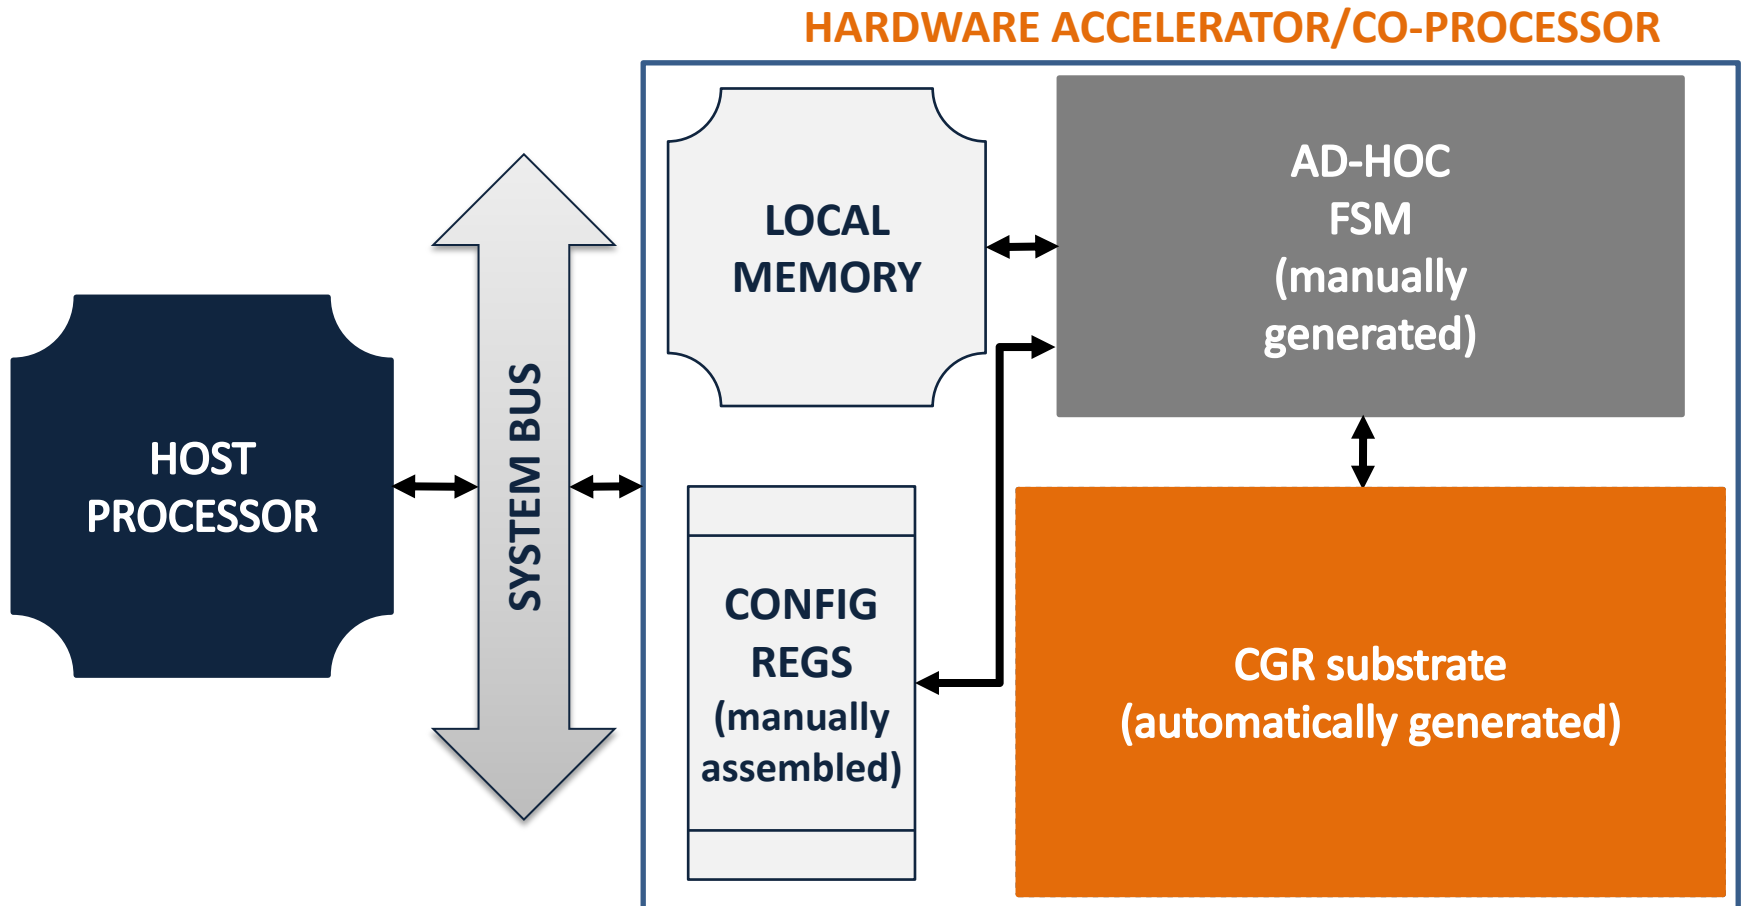 HARDWARE ACCELERATOR/CO-PROCESSOR
HOST
PROCESSOR
SYSTEM BUS
LOCAL
MEMORY
AD-HOC
FSM
(manually
generated)
CONFIG
REGS
(manually
assembled)
CGR substrate
(automatically generated)